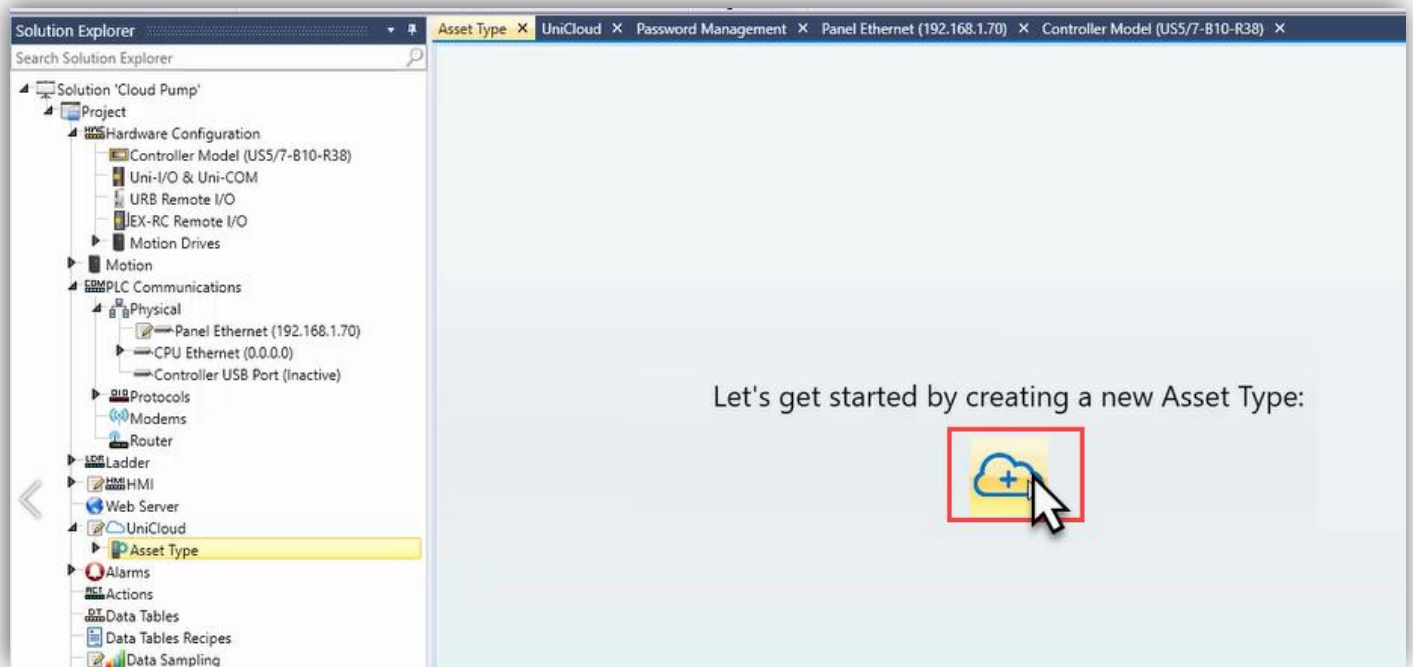 Solution Explorer
Asset Type
UniCloud
Password Management
Panel Ethernet (192.168.1.70)
Controller Model (US5/7-B10-R38)
Search Solution Explorer
Solution 'Cloud Pump'
Project
Hardware Configuration
Controller Model (US5/7-B10-R38)
Uni-I/O & Uni-COM
URB Remote I/O
EX-RC Remote I/O
Motion Drives
Motion
COM PLC Communications
Physical
Panel Ethernet (192.168.1.70)
CPU Ethernet (0.0.0.0)
Controller USB Port (Inactive)
Protocols
Modems
Router
LDR Ladder
HMI HMI
Web Server
UniCloud
Asset Type
Alarms
Actions
DT Data Tables
Data Tables Recipes
Data Sampling
Let's get started by creating a new Asset Type: